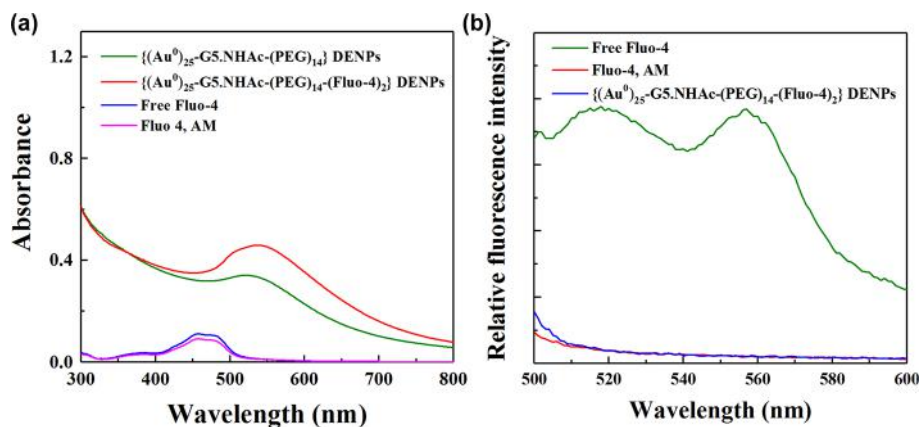 (a)
Absorbance
1.2
0.8
0.4
0.0
{(Au⁰)₂₅-G5.NHAc-(PEG)₁₄} DENPs
{(Au⁰)₂₅-G5.NHAc-(PEG)₁₄-(Fluo-4)₂} DENPs
Free Fluo-4
Fluo 4, AM
300 400 500 600 700 800
Wavelength (nm)
(b)
Relative fluorescence intensity
Free Fluo-4
Fluo-4, AM
{(Au⁰)₂₅-G5.NHAc-(PEG)₁₄-(Fluo-4)₂} DENPs
500 520 540 560 580 600
Wavelength (nm)